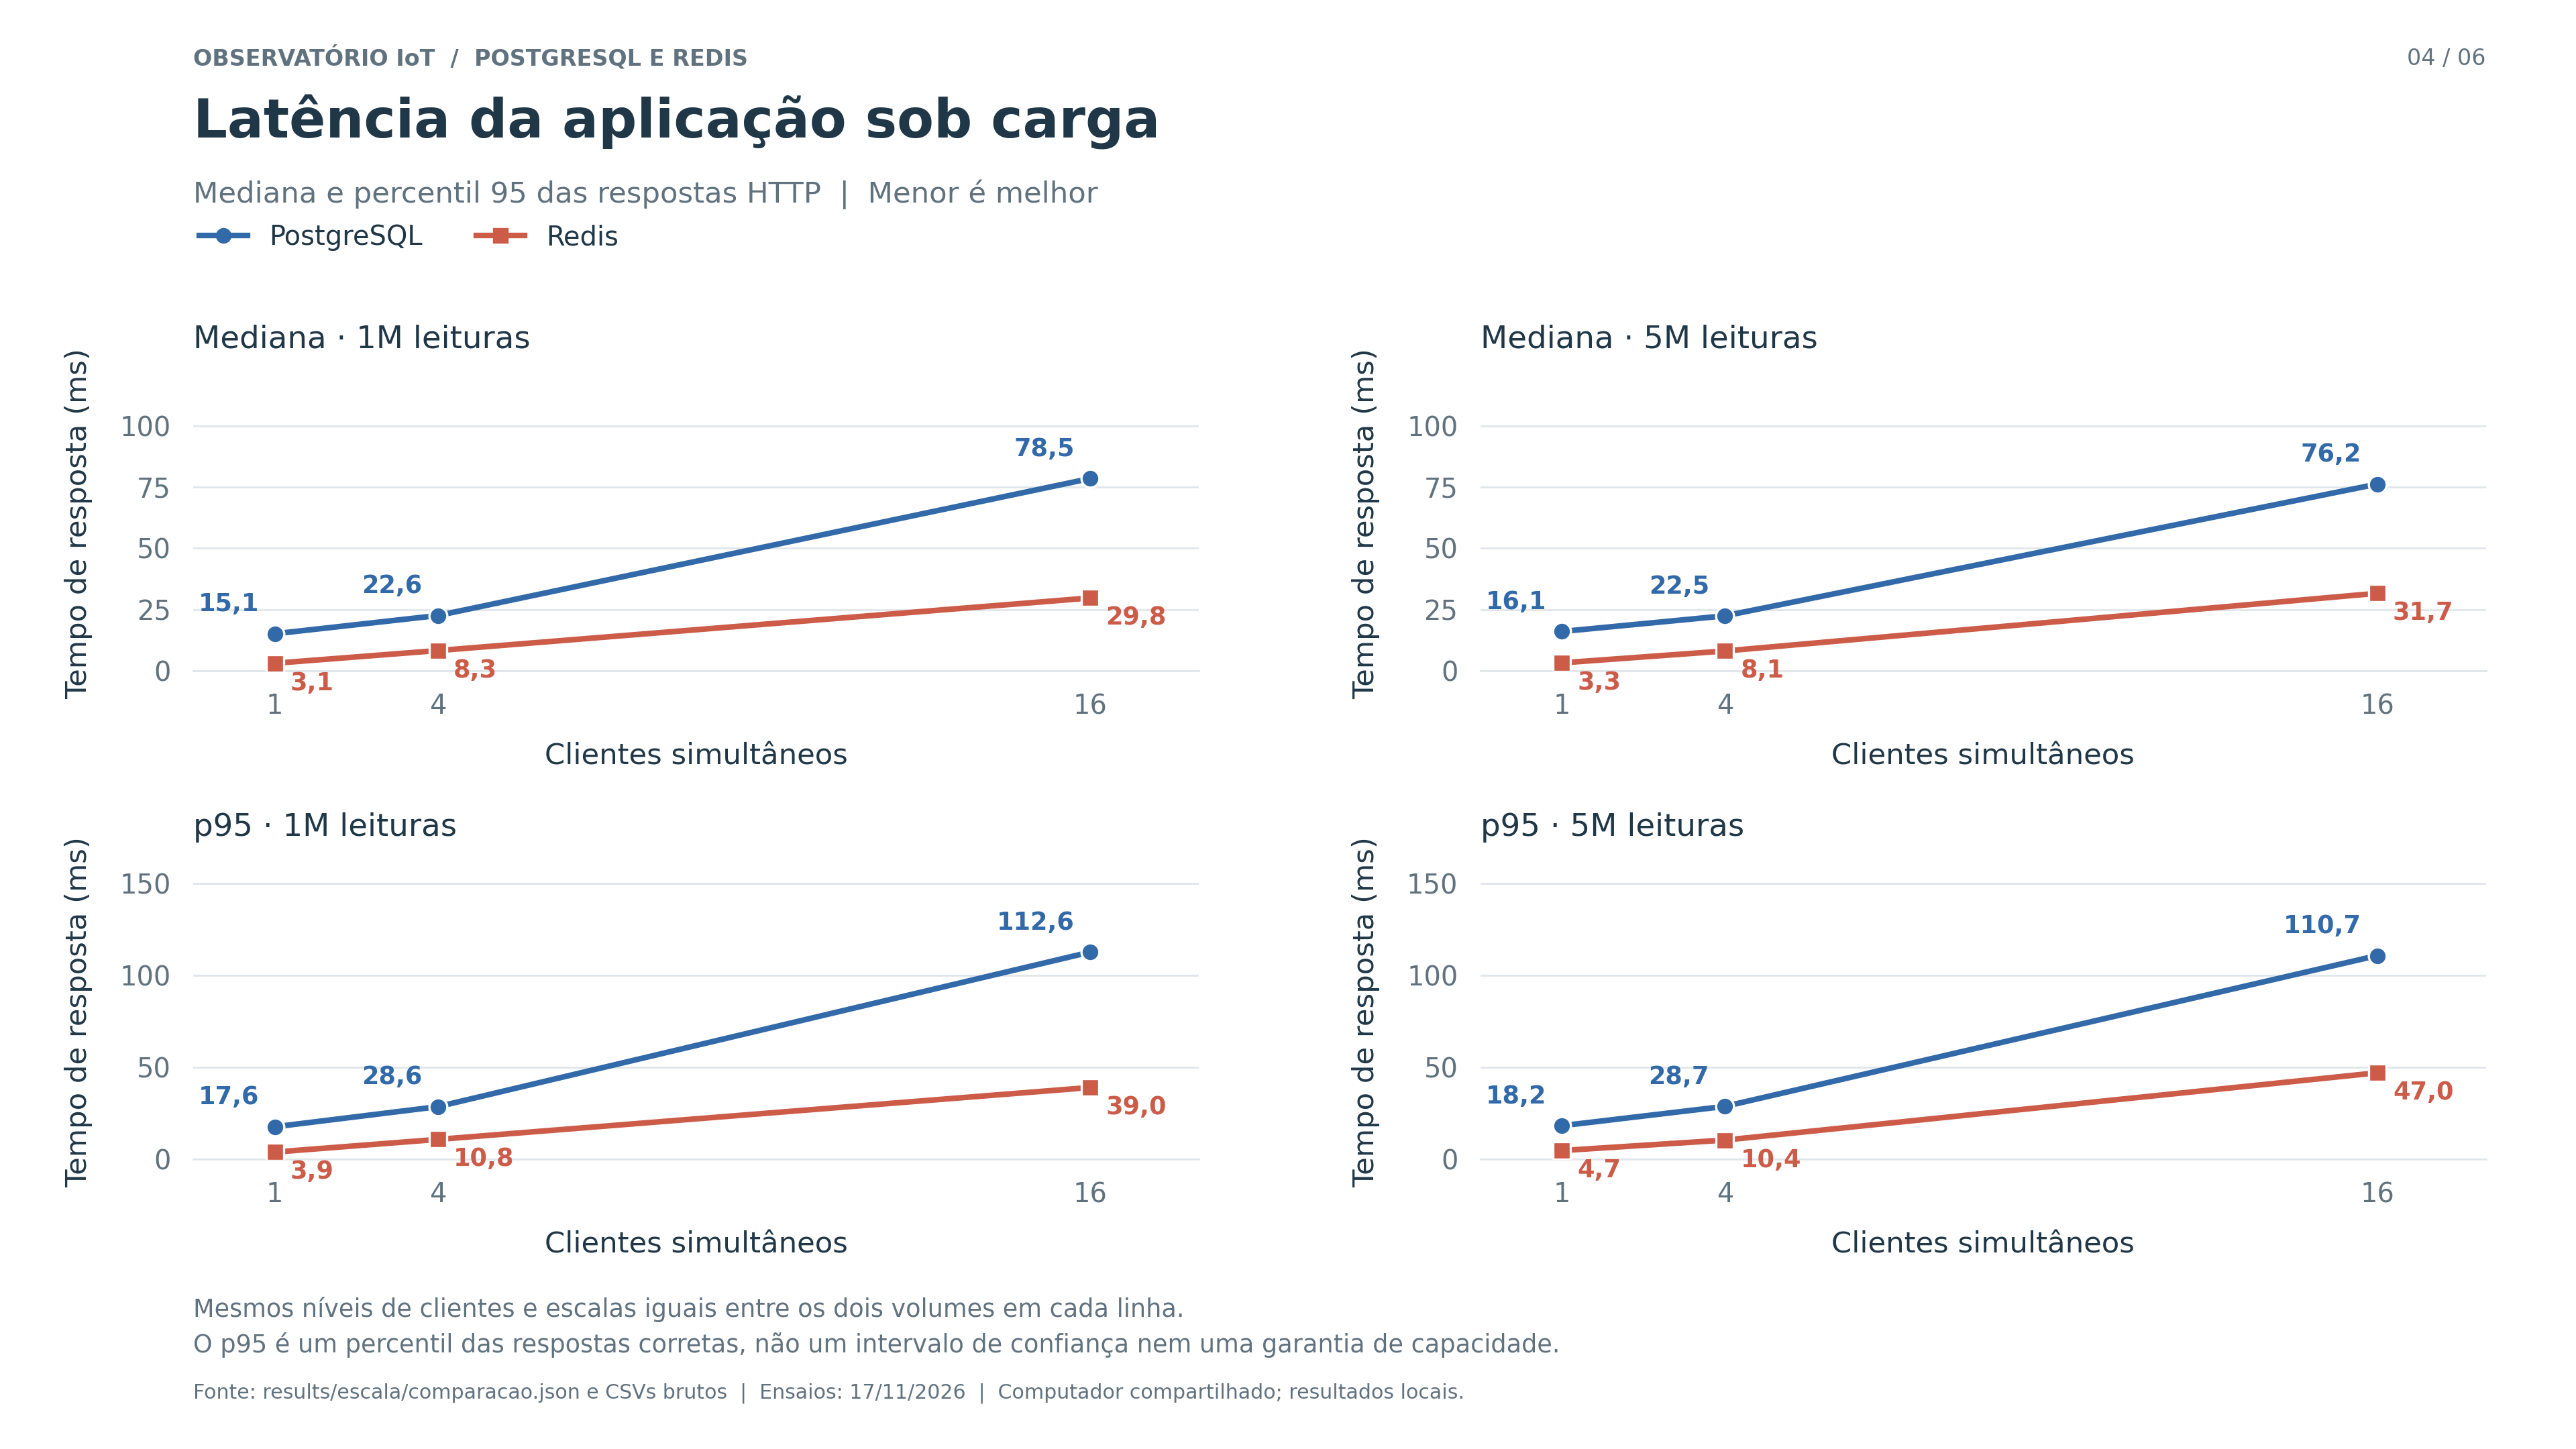 OBSERVATÓRIO IoT / POSTGRESQL E REDIS
04 / 06
Latência da aplicação sob carga
Mediana e percentil 95 das respostas HTTP | Menor é melhor
PostgreSQL Redis
Mediana · 1M leituras
Tempo de resposta (ms)
100
75
50
25
0
15,1
22,6
78,5
3,1
8,3
29,8
1 4 16
Clientes simultâneos
Mediana · 5M leituras
Tempo de resposta (ms)
100
75
50
25
0
16,1
22,5
76,2
3,3
8,1
31,7
1 4 16
Clientes simultâneos
p95 · 1M leituras
Tempo de resposta (ms)
150
100
50
0
17,6
28,6
112,6
3,9
10,8
39,0
1 4 16
Clientes simultâneos
p95 · 5M leituras
Tempo de resposta (ms)
150
100
50
0
18,2
28,7
110,7
4,7
10,4
47,0
1 4 16
Clientes simultâneos
Mesmos níveis de clientes e escalas iguais entre os dois volumes em cada linha.
O p95 é um percentil das respostas corretas, não um intervalo de confiança nem uma garantia de capacidade.
Fonte: results/escala/comparacao.json e CSVs brutos | Ensaios: 17/11/2026 | Computador compartilhado; resultados locais.